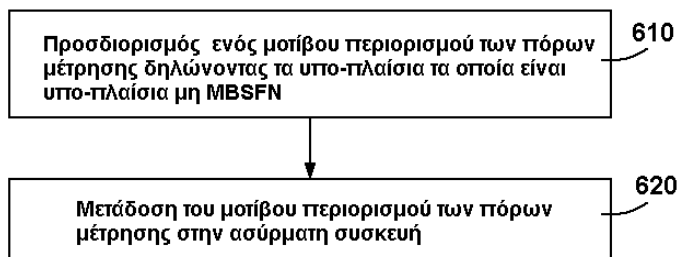 610
Προσδιορισμός ενός μοτίβου περιορισμού των πόρων
μέτρησης δηλώνοντας τα υπο-πλαίσια τα οποία είναι
υπο-πλαίσια μη MBSFN
620
Μετάδοση του μοτίβου περιορισμού των πόρων
μέτρησης στην ασύρματη συσκευή